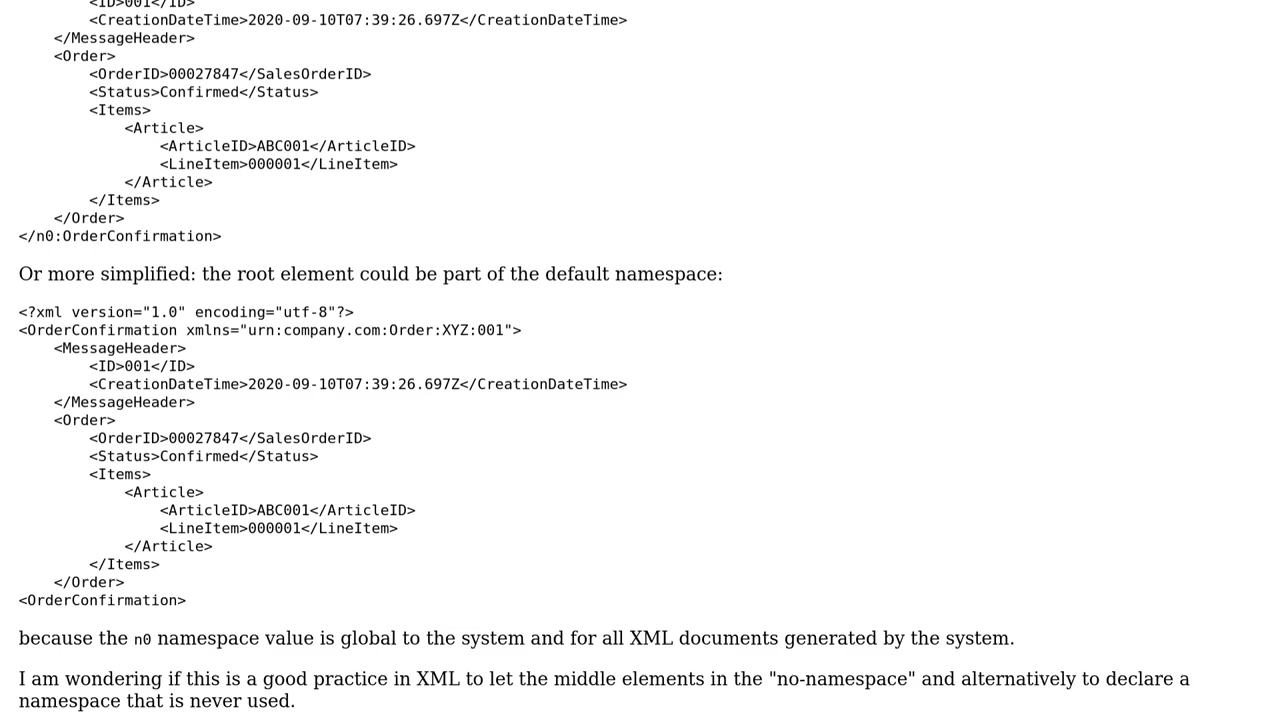 <ID>001</ID>
<CreationDateTime>2020-09-10T07:39:26.697Z</CreationDateTime>
</MessageHeader>
<Order>
<OrderID>00027847</SalesOrderID>
<Status>Confirmed</Status>
<Items>
<Article>
<ArticleID>ABC001</ArticleID>
<LineItem>000001</LineItem>
</Article>
</Items>
</Order>
</n0:OrderConfirmation>
Or more simplified: the root element could be part of the default namespace:
<?xml version="1.0" encoding="utf-8"?>
<OrderConfirmation xmlns="urn:company.com:Order:XYZ:001">
<MessageHeader>
<ID>001</ID>
<CreationDateTime>2020-09-10T07:39:26.697Z</CreationDateTime>
</MessageHeader>
<Order>
<OrderID>00027847</SalesOrderID>
<Status>Confirmed</Status>
<Items>
<Article>
<ArticleID>ABC001</ArticleID>
<LineItem>000001</LineItem>
</Article>
</Items>
</Order>
<OrderConfirmation>
because the n0 namespace value is global to the system and for all XML documents generated by the system.
I am wondering if this is a good practice in XML to let the middle elements in the "no-namespace" and alternatively to declare a
namespace that is never used.